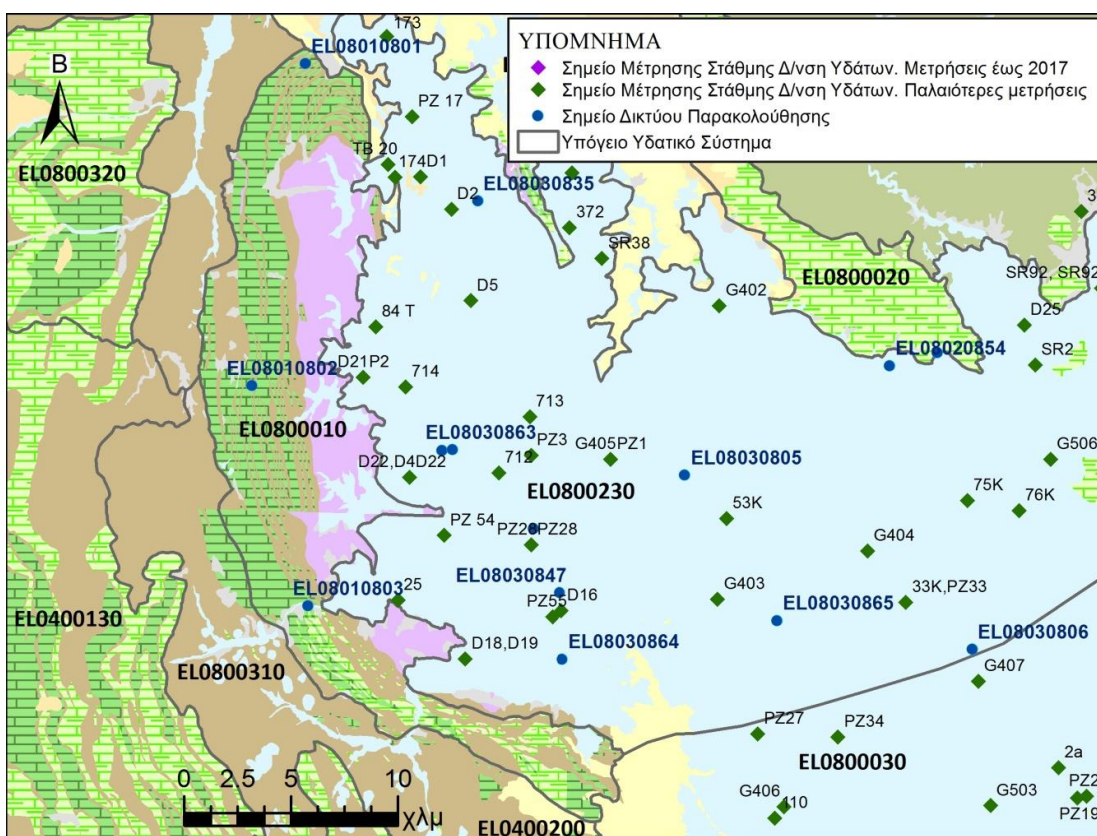 173
ΥΠΟΜΝΗΜΑ
Σημείο Μέτρησης Στάθμης Δ/νση Υδάτων. Μετρήσεις έως 2017
Σημείο Μέτρησης Στάθμης Δ/νση Υδάτων. Παλαιότερες μετρήσεις
Σημείο Δικτύου Παρακολούθησης
Υπόγειο Υδατικό Σύστημα
EL08010801
B
PZ 17
TB 20
174D1
EL0800320
EL08030835
D2
372
SR38
EL0800020
SR92, SR92
G402
D5
D25
84 T
EL08020854
SR2
D21P2
EL08010802
714
713
EL0800010
EL08030863
PZ3
G405PZ1
G506
D22,D4D22
712
EL08030805
EL0800230
75K
76K
53K
PZ 54
PZ28PZ28
G404
EL08030847
EL08010803
25
D16
PZ55
G403
33K,PZ33
EL0400130
EL08030865
EL08030864
EL08030806
D18,D19
EL0800310
G407
PZ27
PZ34
EL0800030
2a
0 2,5 5 10
χλμ
G406
110
G503
PZ2
PZ19
EL0400200